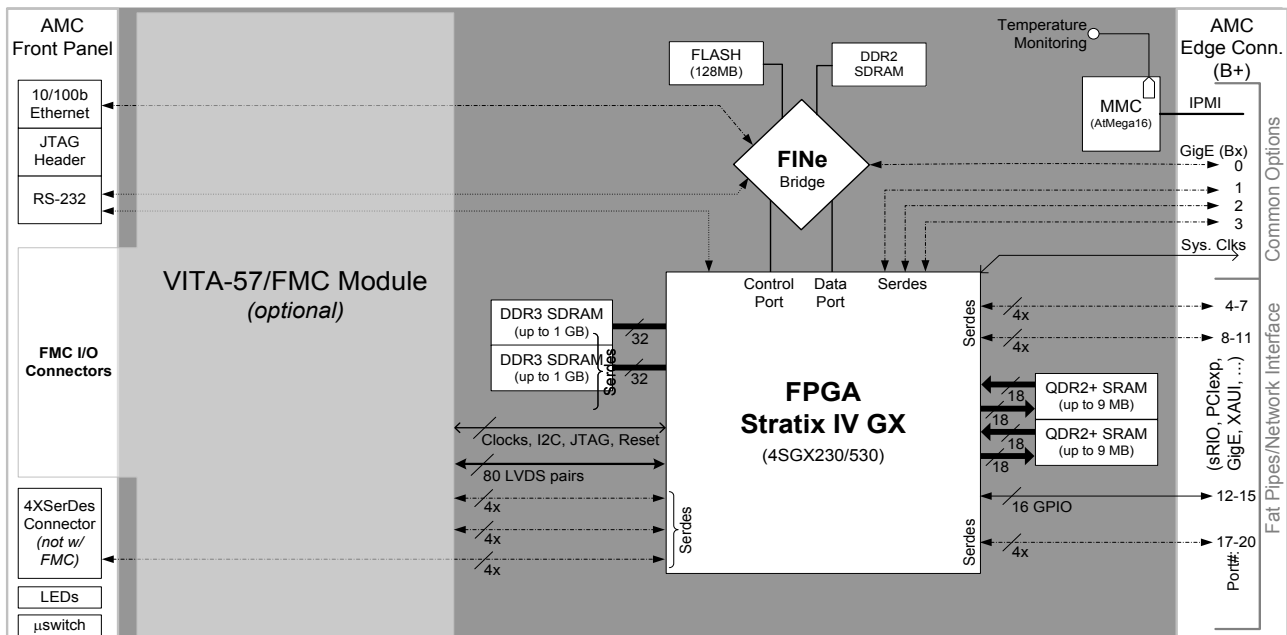 AMC
Front Panel
10/100b
Ethernet
JTAG
Header
RS-232
FMC I/O
Connectors
4XSerDes
Connector
(not w/
FMC)
LEDs
µswitch
VITA-57/FMC Module
(optional)
FLASH
(128MB)
DDR2
SDRAM
FINe
Bridge
Temperature
Monitoring
MMC
(AtMega16)
AMC
Edge Conn.
(B+)
IPMI
GigE (Bx)
0
1
2
3
Sys. Clks
Common Options
Control
Port
Data
Port
Serdes
DDR3 SDRAM
(up to 1 GB)
32
DDR3 SDRAM
(up to 1 GB)
32
Serdes
Clocks, I2C, JTAG, Reset
80 LVDS pairs
4x
4x
4x
Serdes
FPGA
Stratix IV GX
(4SGX230/530)
Serdes
4x
4-7
4x
8-11
18
18
QDR2+ SRAM
(up to 9 MB)
18
18
QDR2+ SRAM
(up to 9 MB)
(sRIO, PCIexp,
GigE, XAUI, ...)
16 GPIO
12-15
Serdes
4x
17-20
Port#:
Fat Pipes/Network Interface